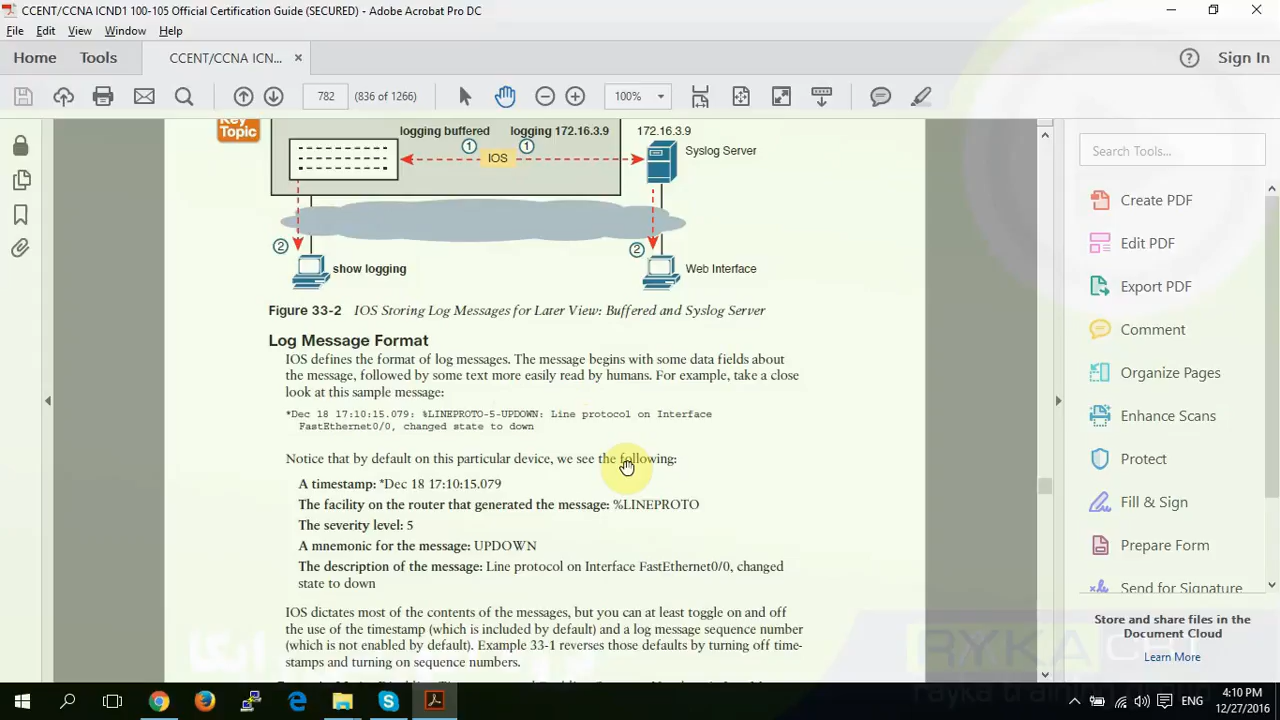 CCENT/CCNA ICND1 100-105 Official Certification Guide (SECURED) - Adobe Acrobat Pro DC
File Edit View Window Help
Home Tools CCENT/CCNA ICN... × Sign In
782 (836 of 1266) 100%
Key Topic
logging buffered logging 172.16.3.9 172.16.3.9
1 IOS 1 Syslog Server
2 show logging 2 Web Interface
Figure 33-2 IOS Storing Log Messages for Later View: Buffered and Syslog Server
Log Message Format
IOS defines the format of log messages. The message begins with some data fields about
the message, followed by some text more easily read by humans. For example, take a close
look at this sample message:
*Dec 18 17:10:15.079: %LINEPROTO-5-UPDOWN: Line protocol on Interface
FastEthernet0/0, changed state to down
Notice that by default on this particular device, we see the following:
A timestamp: *Dec 18 17:10:15.079
The facility on the router that generated the message: %LINEPROTO
The severity level: 5
A mnemonic for the message: UPDOWN
The description of the message: Line protocol on Interface FastEthernet0/0, changed
state to down
IOS dictates most of the contents of the messages, but you can at least toggle on and off
the use of the timestamp (which is included by default) and a log message sequence number
(which is not enabled by default). Example 33-1 reverses those defaults by turning off time-
stamps and turning on sequence numbers.
Search Tools...
Create PDF
Edit PDF
Export PDF
Comment
Organize Pages
Enhance Scans
Protect
Fill & Sign
Prepare Form
Send for Signature
Store and share files in the
Document Cloud
Learn More
RYKA CBT
ENG
4:10 PM
12/27/2016